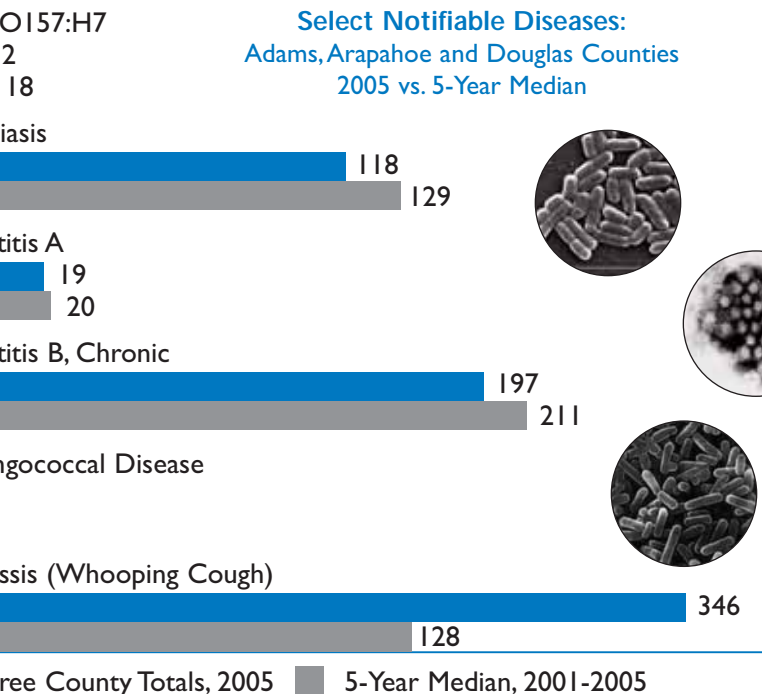 O157:H7
2
18
Select Notifiable Diseases:
Adams, Arapahoe and Douglas Counties
2005 vs. 5-Year Median
iasis
118
129
titis A
19
20
titis B, Chronic
197
211
ngococcal Disease
ssis (Whooping Cough)
346
128
ree County Totals, 2005 5-Year Median, 2001-2005